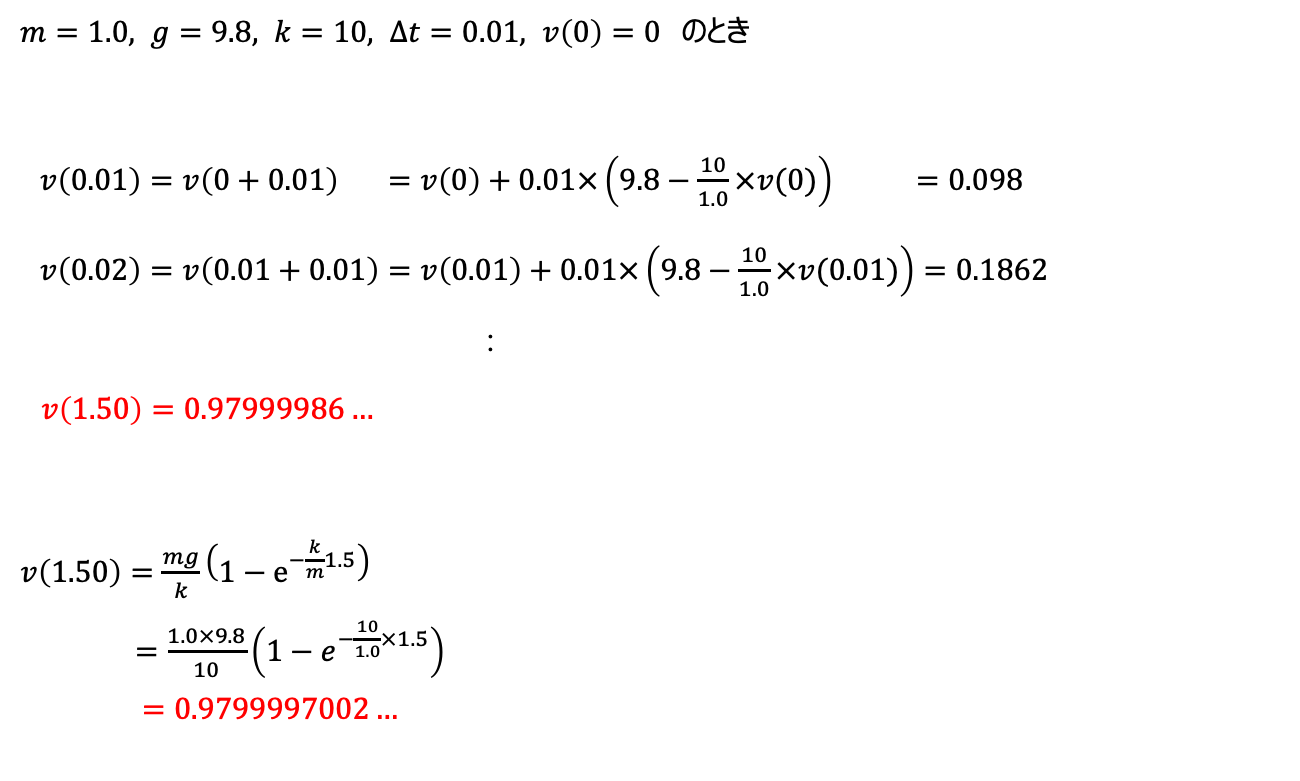 m = 1.0, g = 9.8, k = 10, Δt = 0.01, v(0) = 0 のとき
v(0.01) = v(0 + 0.01) = v(0) + 0.01×(9.8 − 10/1.0 ×v(0)) = 0.098
v(0.02) = v(0.01 + 0.01) = v(0.01) + 0.01×(9.8 − 10/1.0 ×v(0.01)) = 0.1862
:
v(1.50) = 0.97999986 …
v(1.50) = mg/k (1 − e^(−k/m 1.5))
= 1.0×9.8/10 (1 − e^(−10/1.0 ×1.5))
= 0.9799997002 …